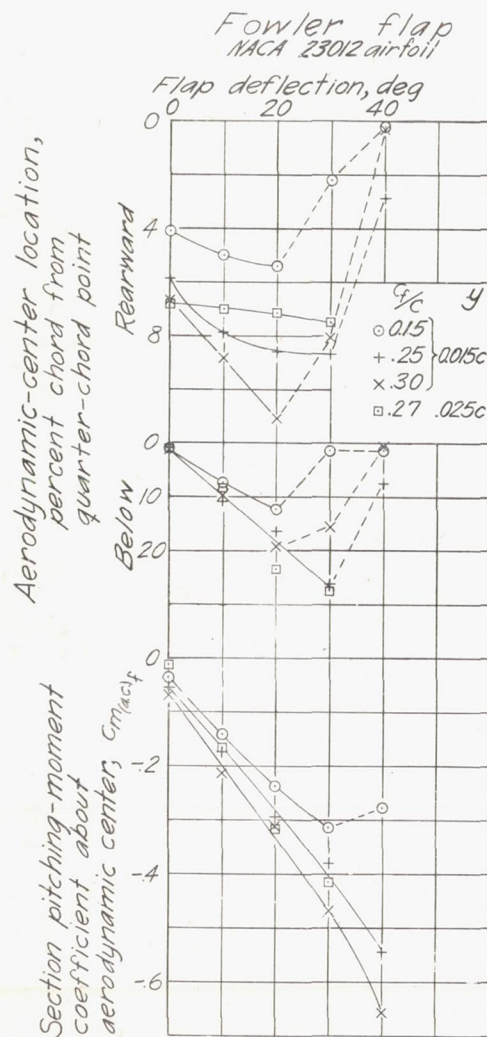 Fowler flap
NACA 23012 airfoil
Flap deflection, deg
0 20 40
Aerodynamic-center location,
percent chord from
quarter-chord point
Rearward
0
4
8
cf/c y
0.15
.25
.30
0.015c
.27 .025c
Below
0
10
20
Section pitching-moment
coefficient about
aerodynamic center, cm(ac)f
0
-.2
-.4
-.6